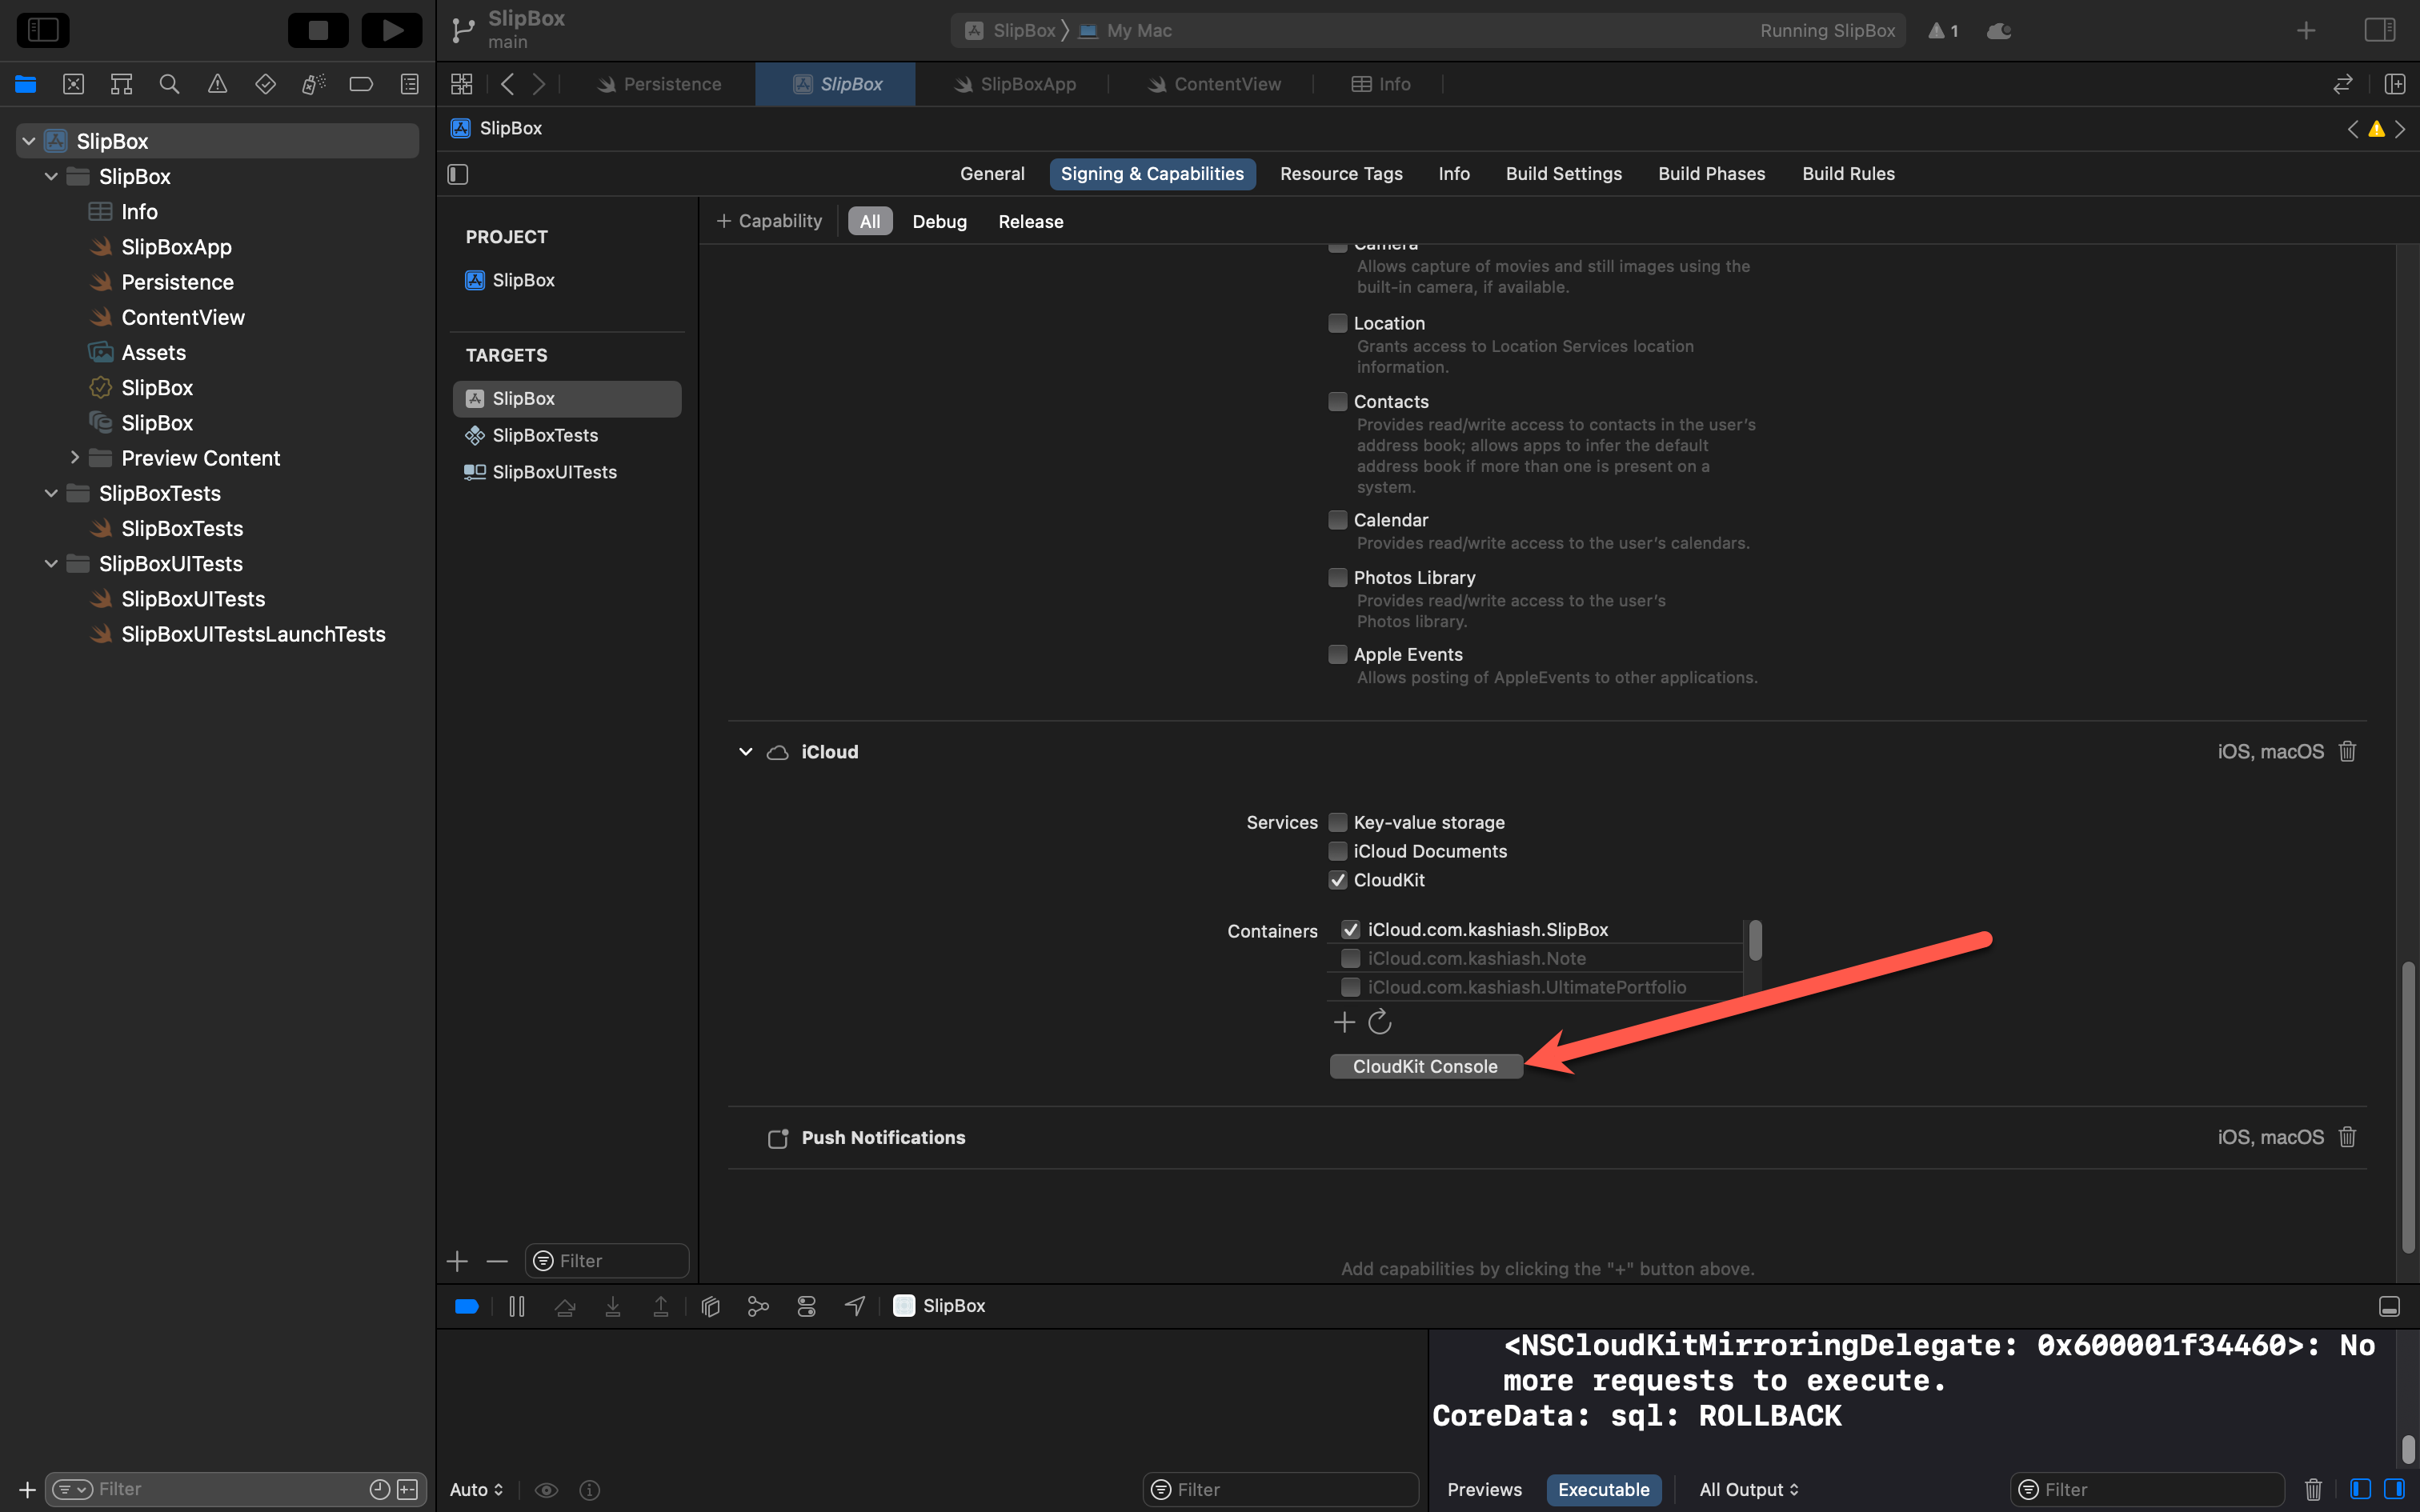 SlipBox
main
SlipBox
My Mac
Running SlipBox
1
Persistence
SlipBox
SlipBoxApp
ContentView
Info
SlipBox
General
Signing & Capabilities
Resource Tags
Info
Build Settings
Build Phases
Build Rules
SlipBox
SlipBox
Info
SlipBoxApp
Persistence
ContentView
Assets
SlipBox
SlipBox
Preview Content
SlipBoxTests
SlipBoxTests
SlipBoxUITests
SlipBoxUITests
SlipBoxUITestsLaunchTests
PROJECT
SlipBox
TARGETS
SlipBox
SlipBoxTests
SlipBoxUITests
Capability
All
Debug
Release
Camera
Allows capture of movies and still images using the
built-in camera, if available.
Location
Grants access to Location Services location
information.
Contacts
Provides read/write access to contacts in the user's
address book; allows apps to infer the default
address book if more than one is present on a
system.
Calendar
Provides read/write access to the user's calendars.
Photos Library
Provides read/write access to the user's
Photos library.
Apple Events
Allows posting of AppleEvents to other applications.
iCloud
iOS, macOS
Services
Key-value storage
iCloud Documents
CloudKit
Containers
iCloud.com.kashiash.SlipBox
iCloud.com.kashiash.Note
iCloud.com.kashiash.UltimatePortfolio
CloudKit Console
Push Notifications
iOS, macOS
Add capabilities by clicking the "+" button above.
Filter
SlipBox
<NSCloudKitMirroringDelegate: 0x600001f34460>: No
more requests to execute.
CoreData: sql: ROLLBACK
Filter
Auto
Filter
Previews
Executable
All Output
Filter